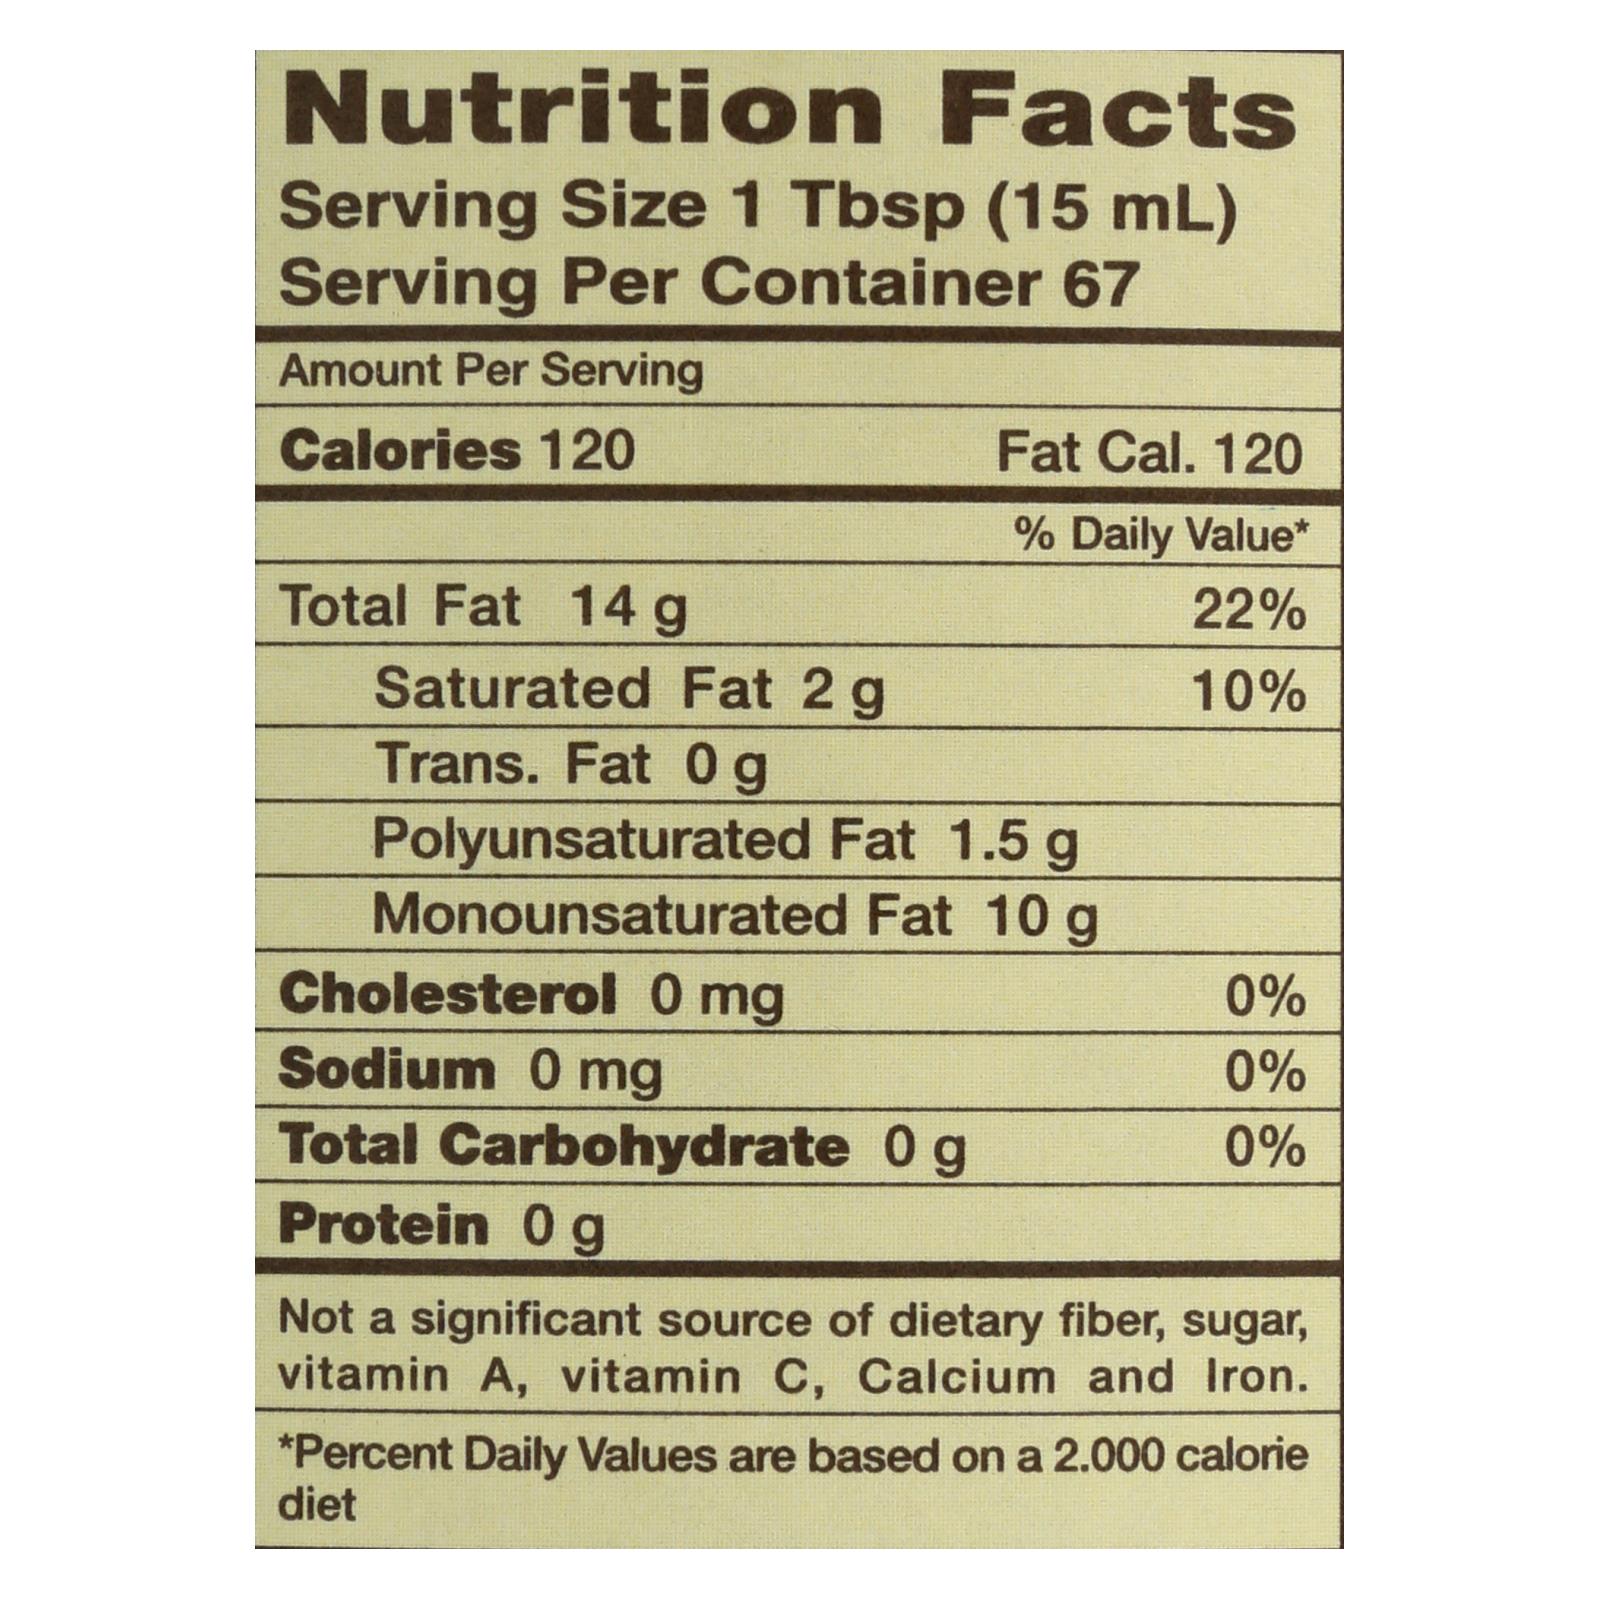 Nutrition Facts
Serving Size 1 Tbsp (15 mL)
Serving Per Container 67
Amount Per Serving
Calories 120 Fat Cal. 120
% Daily Value*
Total Fat 14 g 22%
Saturated Fat 2 g 10%
Trans. Fat 0 g
Polyunsaturated Fat 1.5 g
Monounsaturated Fat 10 g
Cholesterol 0 mg 0%
Sodium 0 mg 0%
Total Carbohydrate 0 g 0%
Protein 0 g
Not a significant source of dietary fiber, sugar,
vitamin A, vitamin C, Calcium and Iron.
*Percent Daily Values are based on a 2.000 calorie
diet